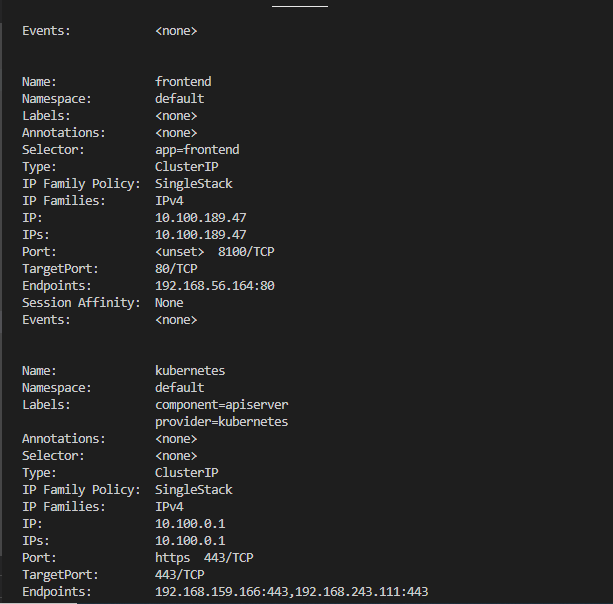 Events:            <none>
Name:              frontend
Namespace:         default
Labels:            <none>
Annotations:       <none>
Selector:          app=frontend
Type:              ClusterIP
IP Family Policy:  SingleStack
IP Families:       IPv4
IP:                10.100.189.47
IPs:               10.100.189.47
Port:              <unset>  8100/TCP
TargetPort:        80/TCP
Endpoints:         192.168.56.164:80
Session Affinity:  None
Events:            <none>
Name:              kubernetes
Namespace:         default
Labels:            component=apiserver
                   provider=kubernetes
Annotations:       <none>
Selector:          <none>
Type:              ClusterIP
IP Family Policy:  SingleStack
IP Families:       IPv4
IP:                10.100.0.1
IPs:               10.100.0.1
Port:              https  443/TCP
TargetPort:        443/TCP
Endpoints:         192.168.159.166:443,192.168.243.111:443